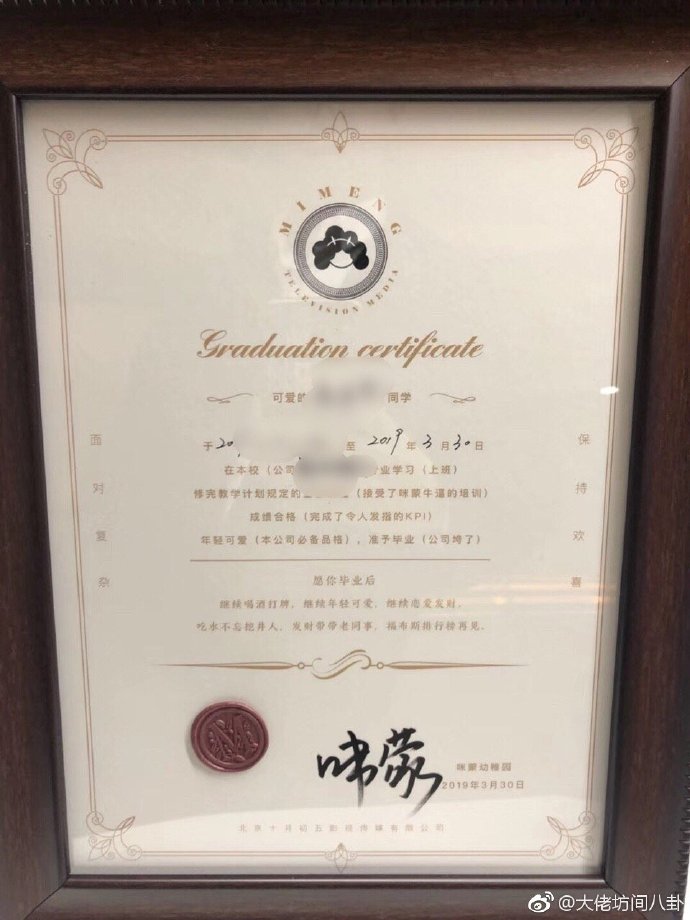 MIMENG
TELEVISION MEDIA
Graduation certificate
可爱的 同学
于 20 至 2019 年 3 月 30 日
在本校（公司 业学习（上班）
修完教学计划规定的 （接受了咪蒙牛逼的培训）
成绩合格（完成了令人发指的KPI）
年轻可爱（本公司必备品格），准予毕业（公司垮了）
面对复杂
保持欢喜
愿你毕业后
继续喝酒打牌，继续年轻可爱，继续恋爱发财，
吃水不忘挖井人，发财带带老同事，福布斯排行榜再见。
咪蒙
咪蒙幼稚园
2019年3月30日
北京十月初五影视传媒有限公司
@大佬坊间八卦